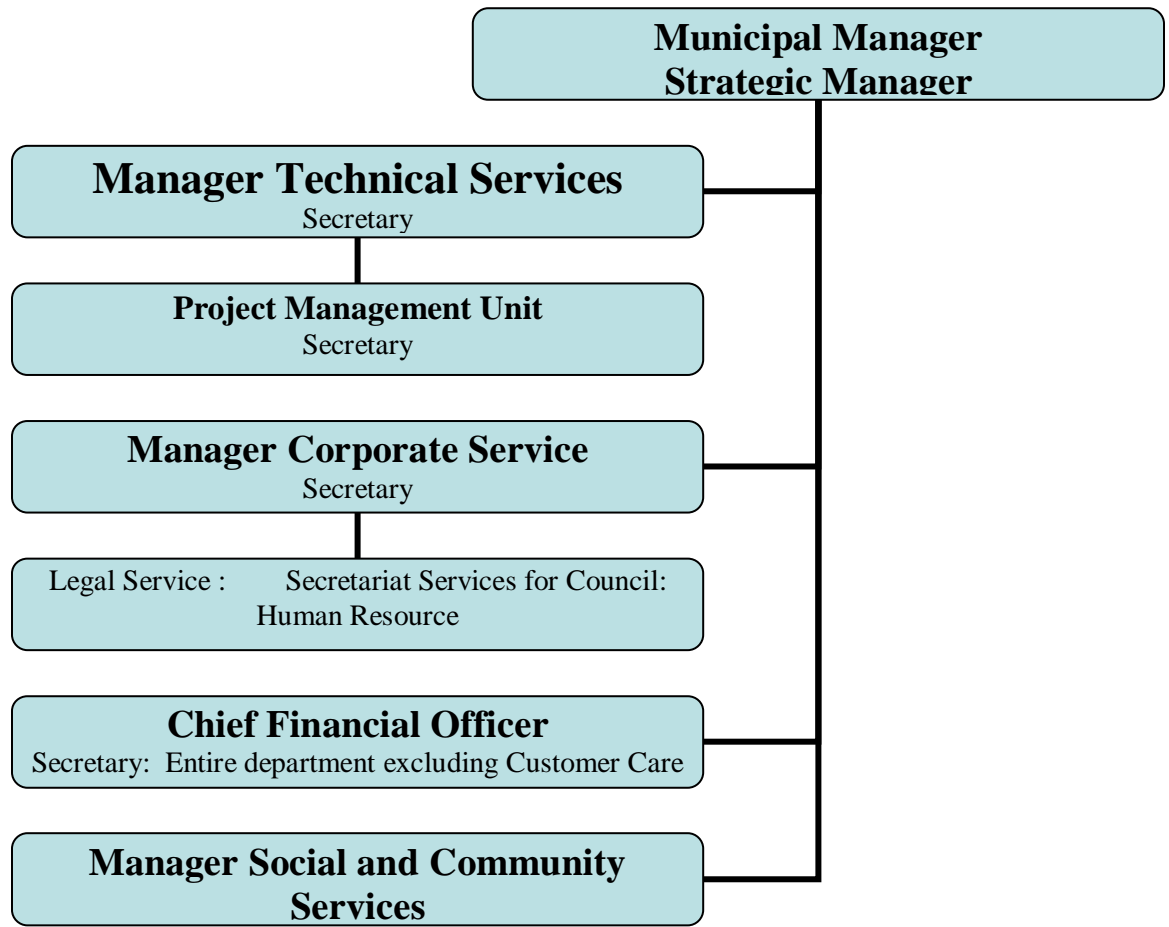 Municipal Manager
Strategic Manager
Manager Technical Services
Secretary
Project Management Unit
Secretary
Manager Corporate Service
Secretary
Legal Service : Secretariat Services for Council:
Human Resource
Chief Financial Officer
Secretary: Entire department excluding Customer Care
Manager Social and Community
Services